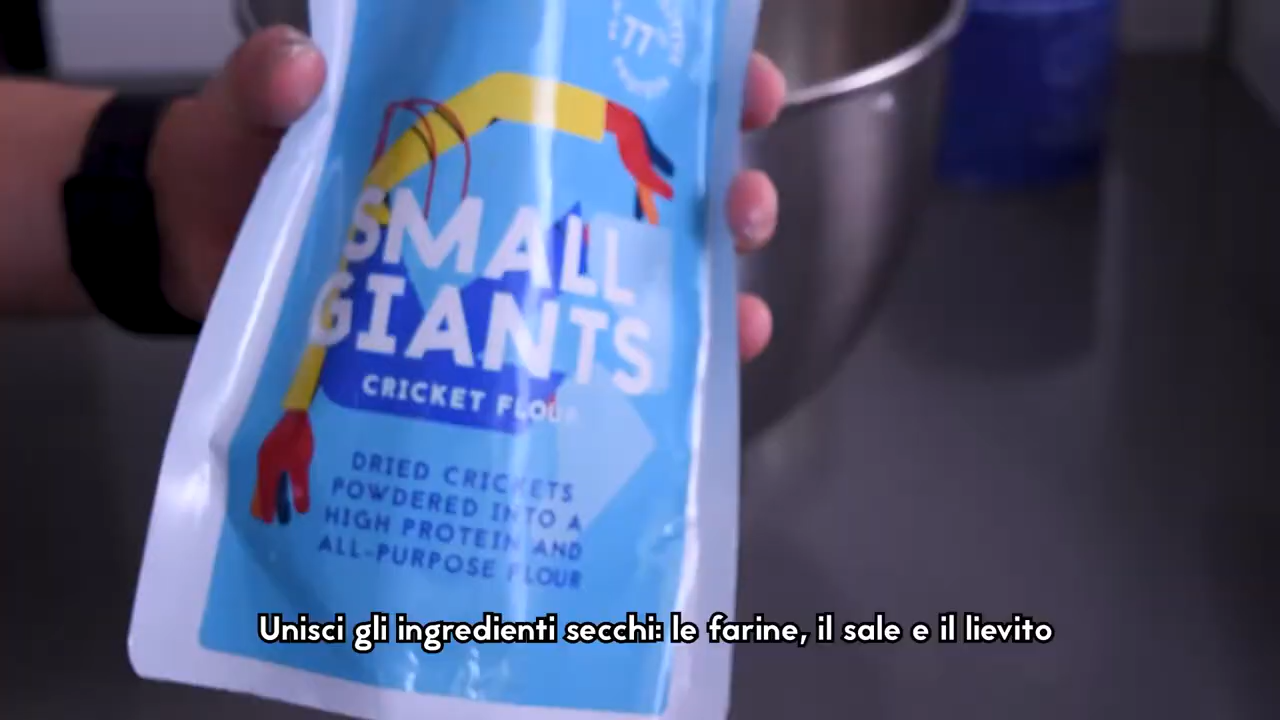 77%
SMALL
GIANTS
CRICKET FLOUR
DRIED CRICKETS
POWDERED INTO A
HIGH PROTEIN AND
ALL-PURPOSE FLOUR
Unisci gli ingredienti secchi: le farine, il sale e il lievito